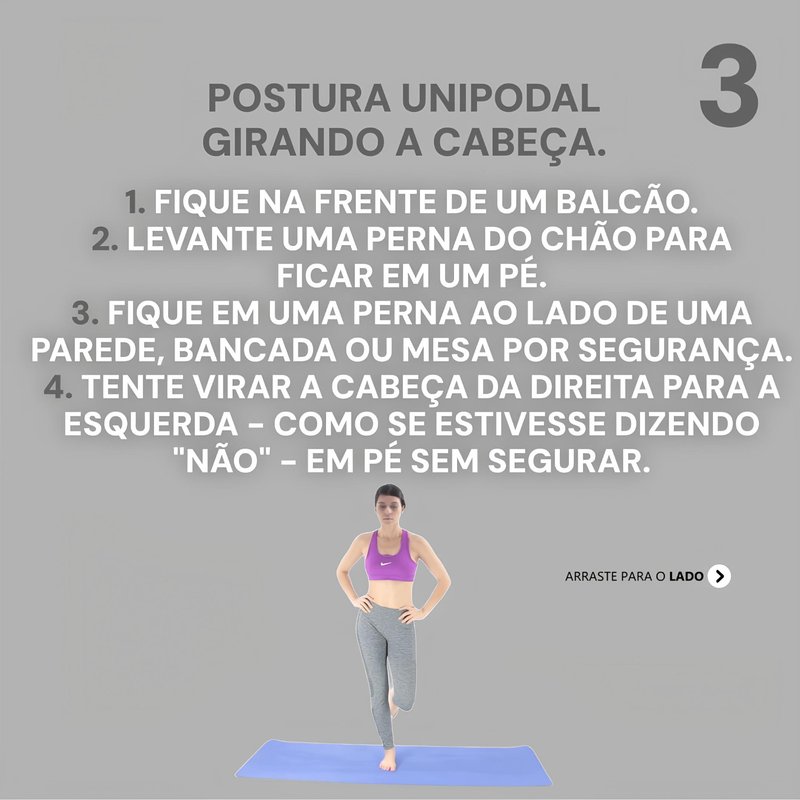 3
POSTURA UNIPODAL
GIRANDO A CABEÇA.
1. FIQUE NA FRENTE DE UM BALCÃO.
2. LEVANTE UMA PERNA DO CHÃO PARA
FICAR EM UM PÉ.
3. FIQUE EM UMA PERNA AO LADO DE UMA
PAREDE, BANCADA OU MESA POR SEGURANÇA.
4. TENTE VIRAR A CABEÇA DA DIREITA PARA A
ESQUERDA - COMO SE ESTIVESSE DIZENDO
"NÃO" - EM PÉ SEM SEGURAR.
ARRASTE PARA O LADO